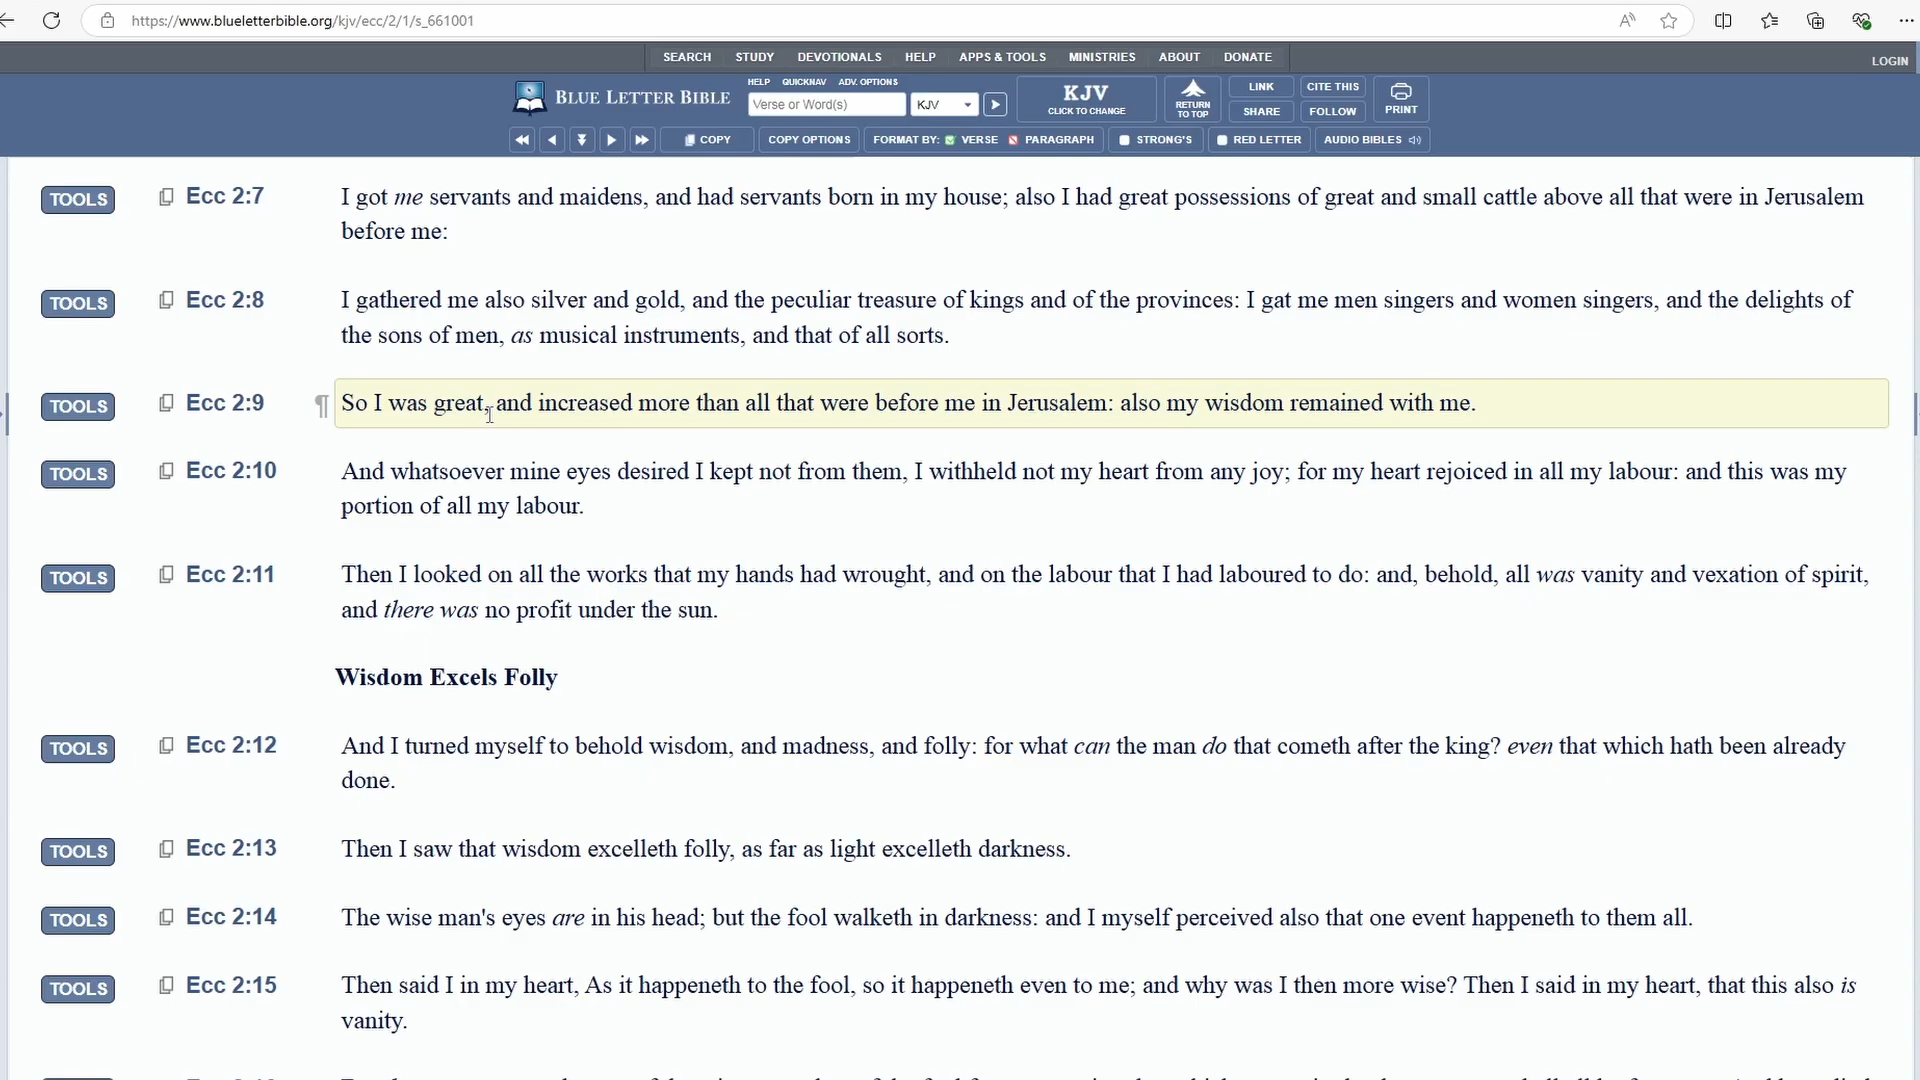 https://www.blueletterbible.org/kjv/ecc/2/1/s_661001
SEARCH STUDY DEVOTIONALS HELP APPS & TOOLS MINISTRIES ABOUT DONATE
LOGIN
BLUE LETTER BIBLE
HELP QUICKNAV ADV. OPTIONS
Verse or Word(s) KJV
KJV
CLICK TO CHANGE
RETURN
TO TOP
LINK CITE THIS
SHARE FOLLOW
PRINT
COPY COPY OPTIONS FORMAT BY: VERSE PARAGRAPH STRONG'S RED LETTER AUDIO BIBLES
TOOLS Ecc 2:7 I got me servants and maidens, and had servants born in my house; also I had great possessions of great and small cattle above all that were in Jerusalem
before me:
TOOLS Ecc 2:8 I gathered me also silver and gold, and the peculiar treasure of kings and of the provinces: I gat me men singers and women singers, and the delights of
the sons of men, as musical instruments, and that of all sorts.
TOOLS Ecc 2:9 ¶ So I was great, and increased more than all that were before me in Jerusalem: also my wisdom remained with me.
TOOLS Ecc 2:10 And whatsoever mine eyes desired I kept not from them, I withheld not my heart from any joy; for my heart rejoiced in all my labour: and this was my
portion of all my labour.
TOOLS Ecc 2:11 Then I looked on all the works that my hands had wrought, and on the labour that I had laboured to do: and, behold, all was vanity and vexation of spirit,
and there was no profit under the sun.
Wisdom Excels Folly
TOOLS Ecc 2:12 And I turned myself to behold wisdom, and madness, and folly: for what can the man do that cometh after the king? even that which hath been already
done.
TOOLS Ecc 2:13 Then I saw that wisdom excelleth folly, as far as light excelleth darkness.
TOOLS Ecc 2:14 The wise man's eyes are in his head; but the fool walketh in darkness: and I myself perceived also that one event happeneth to them all.
TOOLS Ecc 2:15 Then said I in my heart, As it happeneth to the fool, so it happeneth even to me; and why was I then more wise? Then I said in my heart, that this also is
vanity.